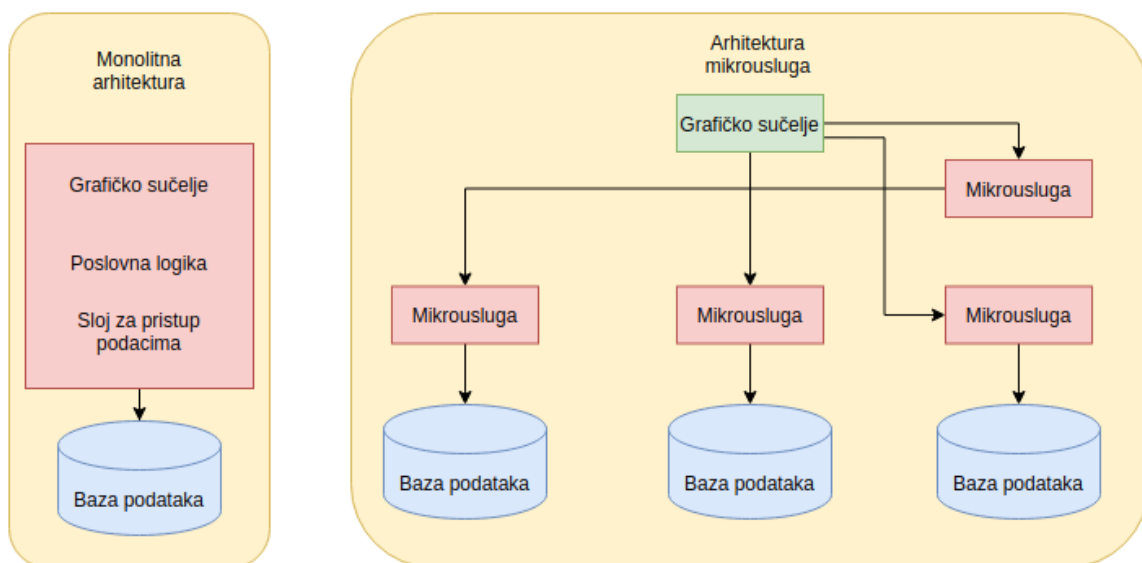 Monolitna
arhitektura
Grafičko sučelje
Poslovna logika
Sloj za pristup
podacima
Baza podataka
Arhitektura
mikrousluga
Grafičko sučelje
Mikrousluga
Mikrousluga
Mikrousluga
Mikrousluga
Baza podataka
Baza podataka
Baza podataka